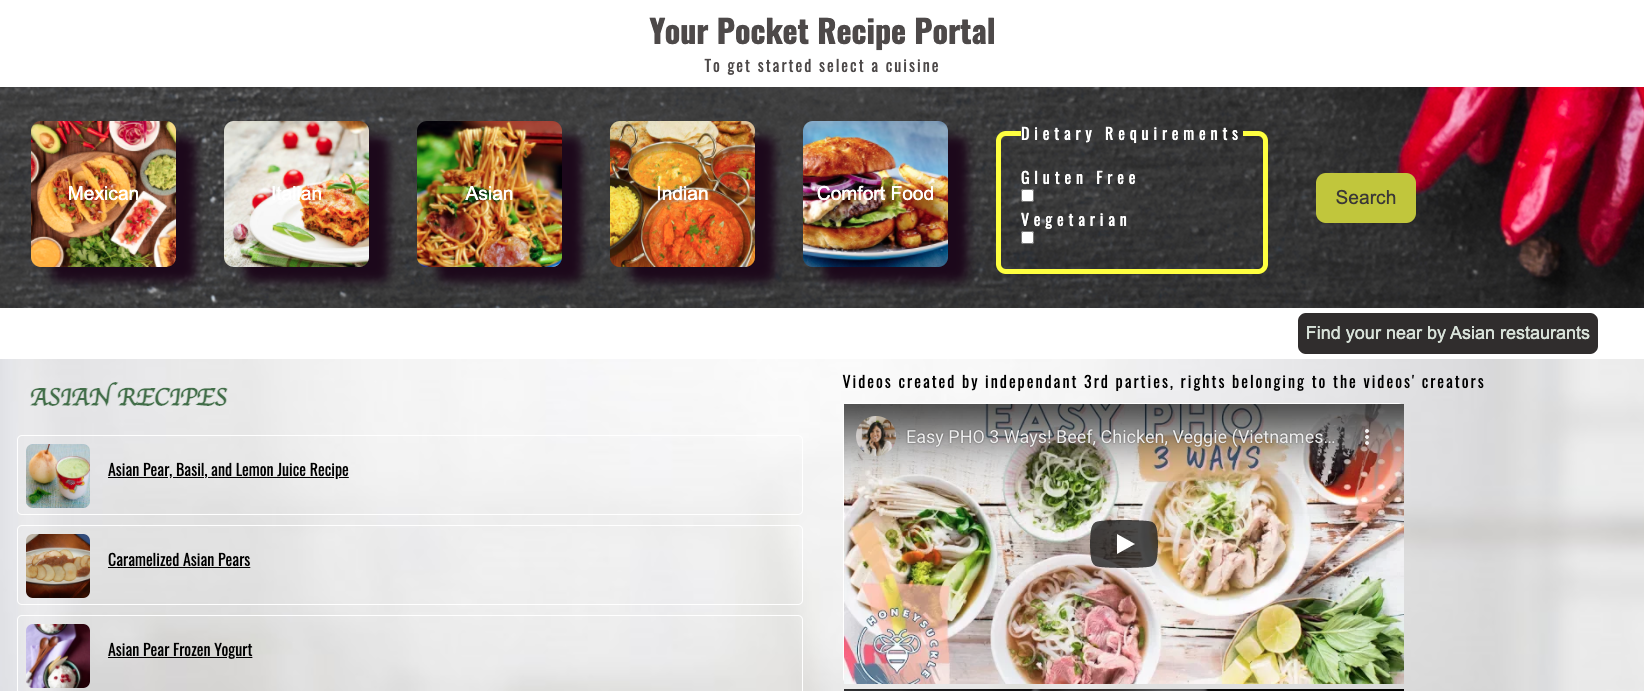 Your Pocket Recipe Portal
To get started select a cuisine
Mexican
Italian
Asian
Indian
Comfort Food
Dietary Requirements
Gluten Free
Vegetarian
Search
Find your near by Asian restaurants
ASIAN RECIPES
Asian Pear, Basil, and Lemon Juice Recipe
Caramelized Asian Pears
Asian Pear Frozen Yogurt
Videos created by independant 3rd parties, rights belonging to the videos' creators
EASY PHO
Easy PHO 3 Ways! Beef, Chicken, Veggie (Vietnames...
3 WAYS
HONEYSUCKLE